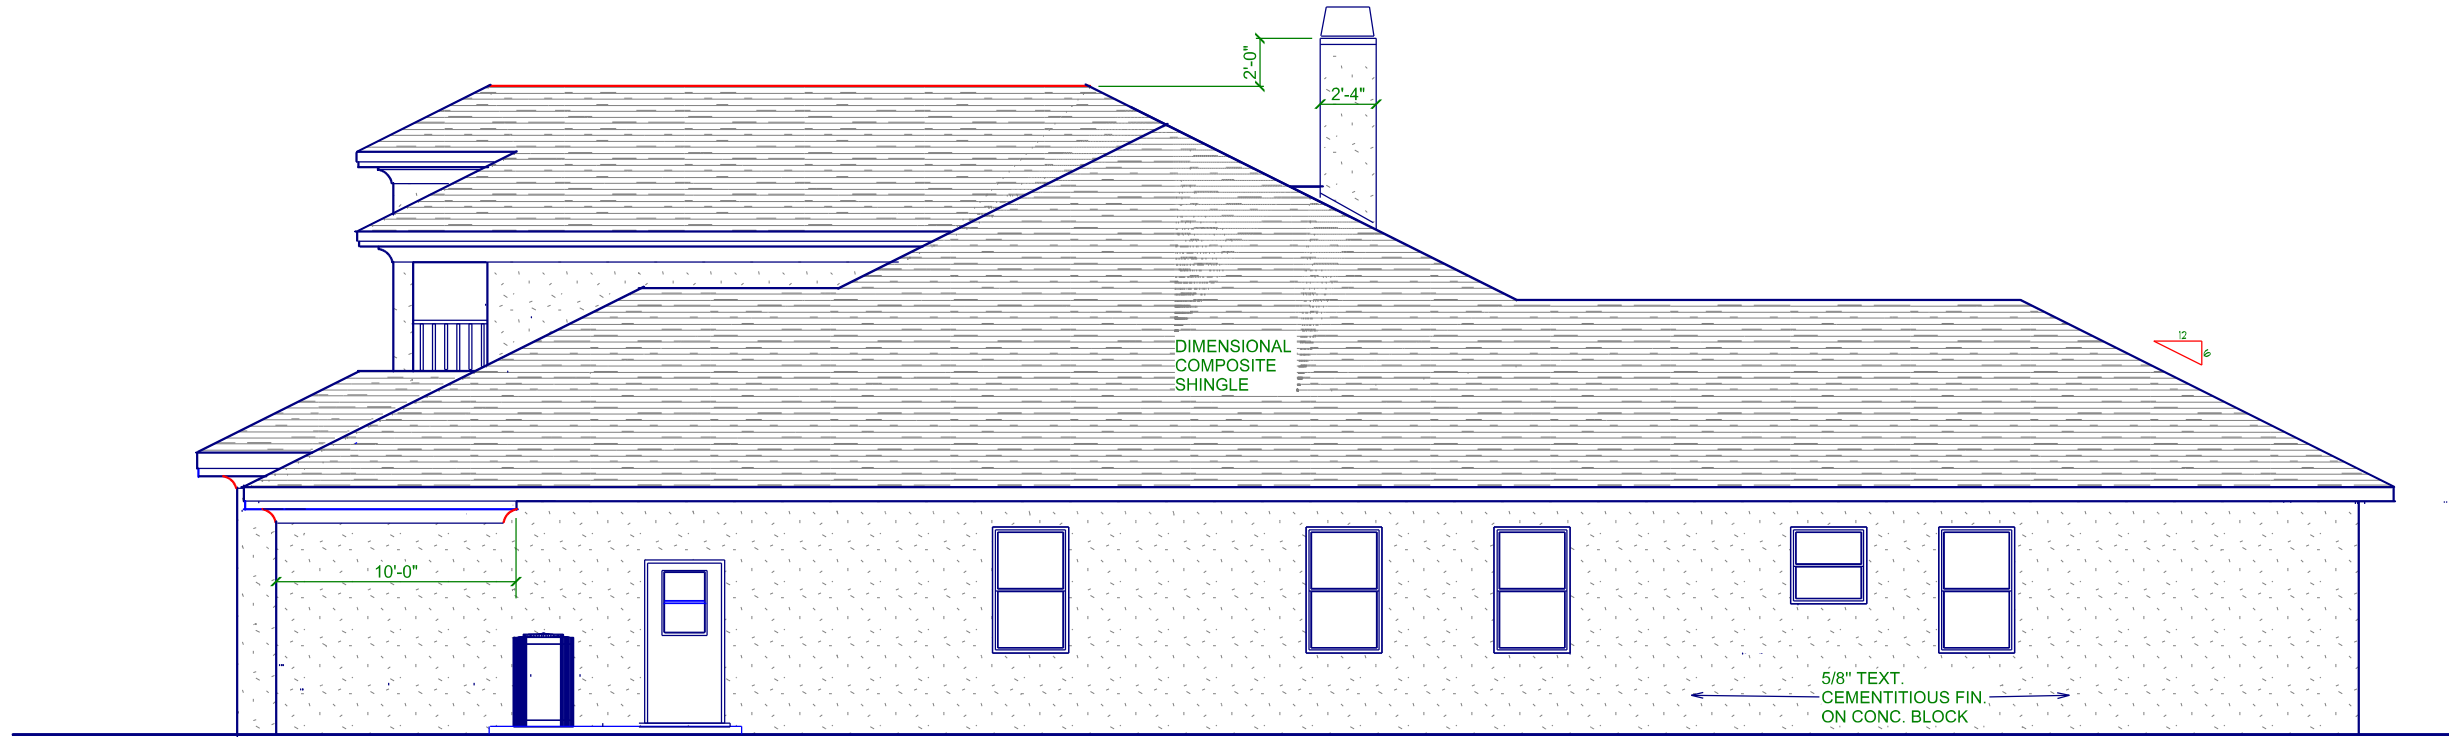 2'-0"
2'-4"
12
6
DIMENSIONAL
COMPOSITE
SHINGLE
10'-0"
5/8" TEXT.
CEMENTITIOUS FIN.
ON CONC. BLOCK